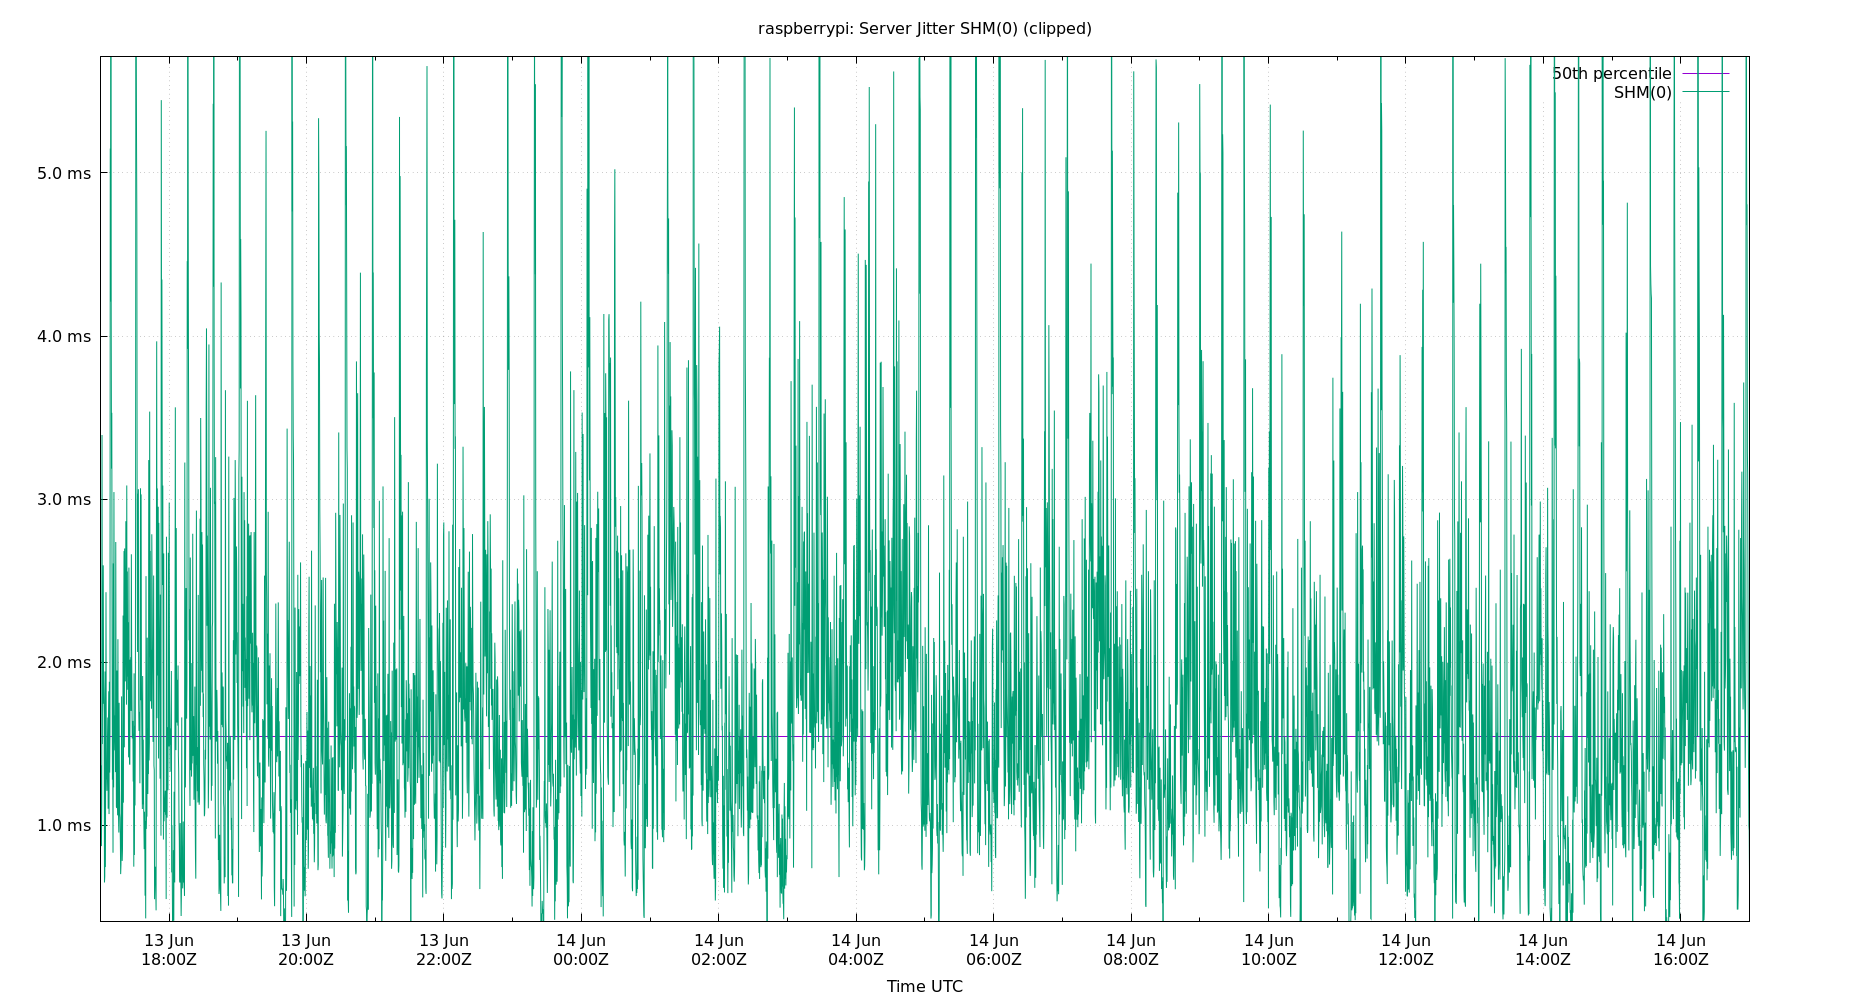 raspberrypi: Server Jitter SHM(0) (clipped)
50th percentile
SHM(0)
5.0 ms
4.0 ms
3.0 ms
2.0 ms
1.0 ms
13 Jun 13 Jun 13 Jun 14 Jun 14 Jun 14 Jun 14 Jun 14 Jun 14 Jun 14 Jun 14 Jun 14 Jun
18:00Z 20:00Z 22:00Z 00:00Z 02:00Z 04:00Z 06:00Z 08:00Z 10:00Z 12:00Z 14:00Z 16:00Z
Time UTC